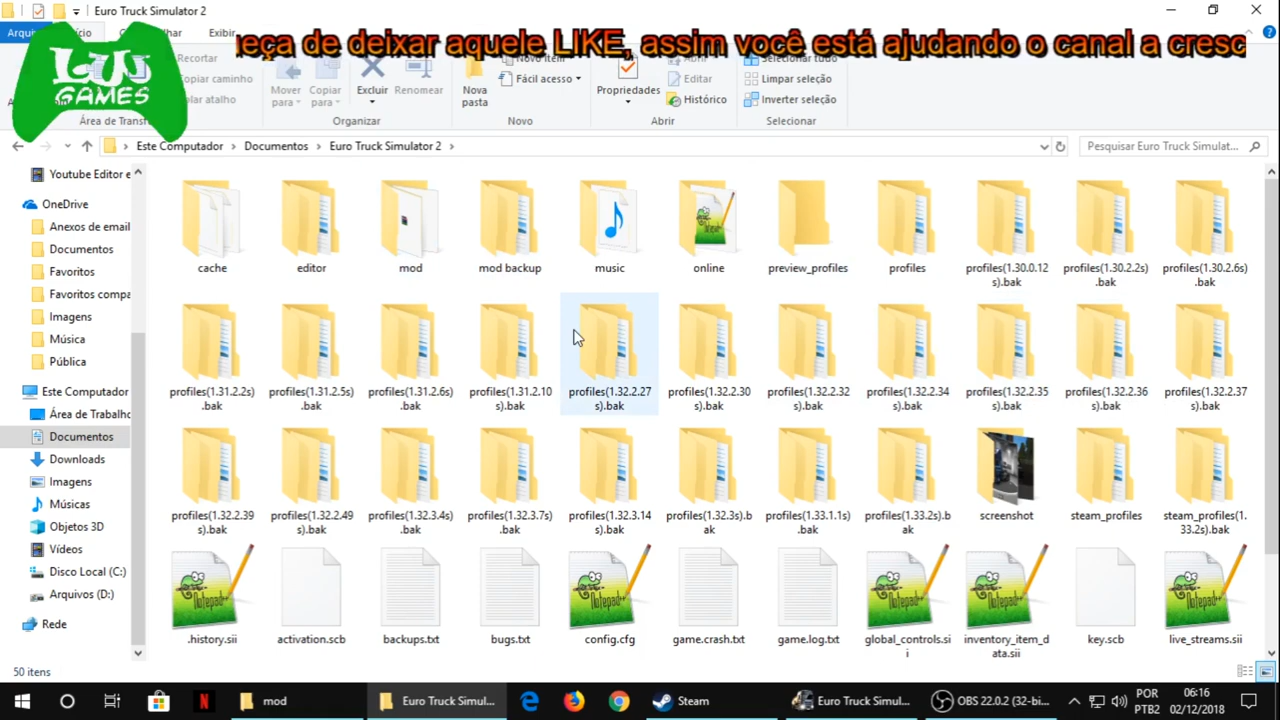 Euro Truck Simulator 2
Exibir
eça de deixar aquele LIKE, assim você está ajudando o canal a cresc
LUU GAMES
Recortar
Copiar caminho
Colar atalho
Mover para
Copiar para
Excluir
Renomear
Nova pasta
Novo item
Fácil acesso
Propriedades
Abrir
Editar
Histórico
Selecionar tudo
Limpar seleção
Inverter seleção
Organizar
Novo
Abrir
Selecionar
Este Computador
Documentos
Euro Truck Simulator 2
Pesquisar Euro Truck Simulat...
Youtube Editor e
OneDrive
Anexos de email
Documentos
Favoritos
Favoritos compa
Imagens
Música
Pública
Este Computador
Área de Trabalho
Documentos
Downloads
Imagens
Músicas
Objetos 3D
Vídeos
Disco Local (C:)
Arquivos (D:)
Rede
cache
editor
mod
mod backup
music
online
preview_profiles
profiles
profiles(1.30.0.12s).bak
profiles(1.30.2.2s).bak
profiles(1.30.2.6s).bak
profiles(1.31.2.2s).bak
profiles(1.31.2.5s).bak
profiles(1.31.2.6s).bak
profiles(1.31.2.10s).bak
profiles(1.32.2.27s).bak
profiles(1.32.2.30s).bak
profiles(1.32.2.32s).bak
profiles(1.32.2.34s).bak
profiles(1.32.2.35s).bak
profiles(1.32.2.36s).bak
profiles(1.32.2.37s).bak
profiles(1.32.2.39s).bak
profiles(1.32.2.49s).bak
profiles(1.32.3.4s).bak
profiles(1.32.3.7s).bak
profiles(1.32.3.14s).bak
profiles(1.32.3s).bak
profiles(1.33.1.1s).bak
profiles(1.33.2s).bak
screenshot
steam_profiles
steam_profiles(1.33.2s).bak
.history.sii
activation.scb
backups.txt
bugs.txt
config.cfg
game.crash.txt
game.log.txt
global_controls.sii
inventory_item_data.sii
key.scb
live_streams.sii
50 itens
mod
Euro Truck Simul...
Steam
Euro Truck Simul...
OBS 22.0.2 (32-bi...
POR
PTB2
06:16
02/12/2018